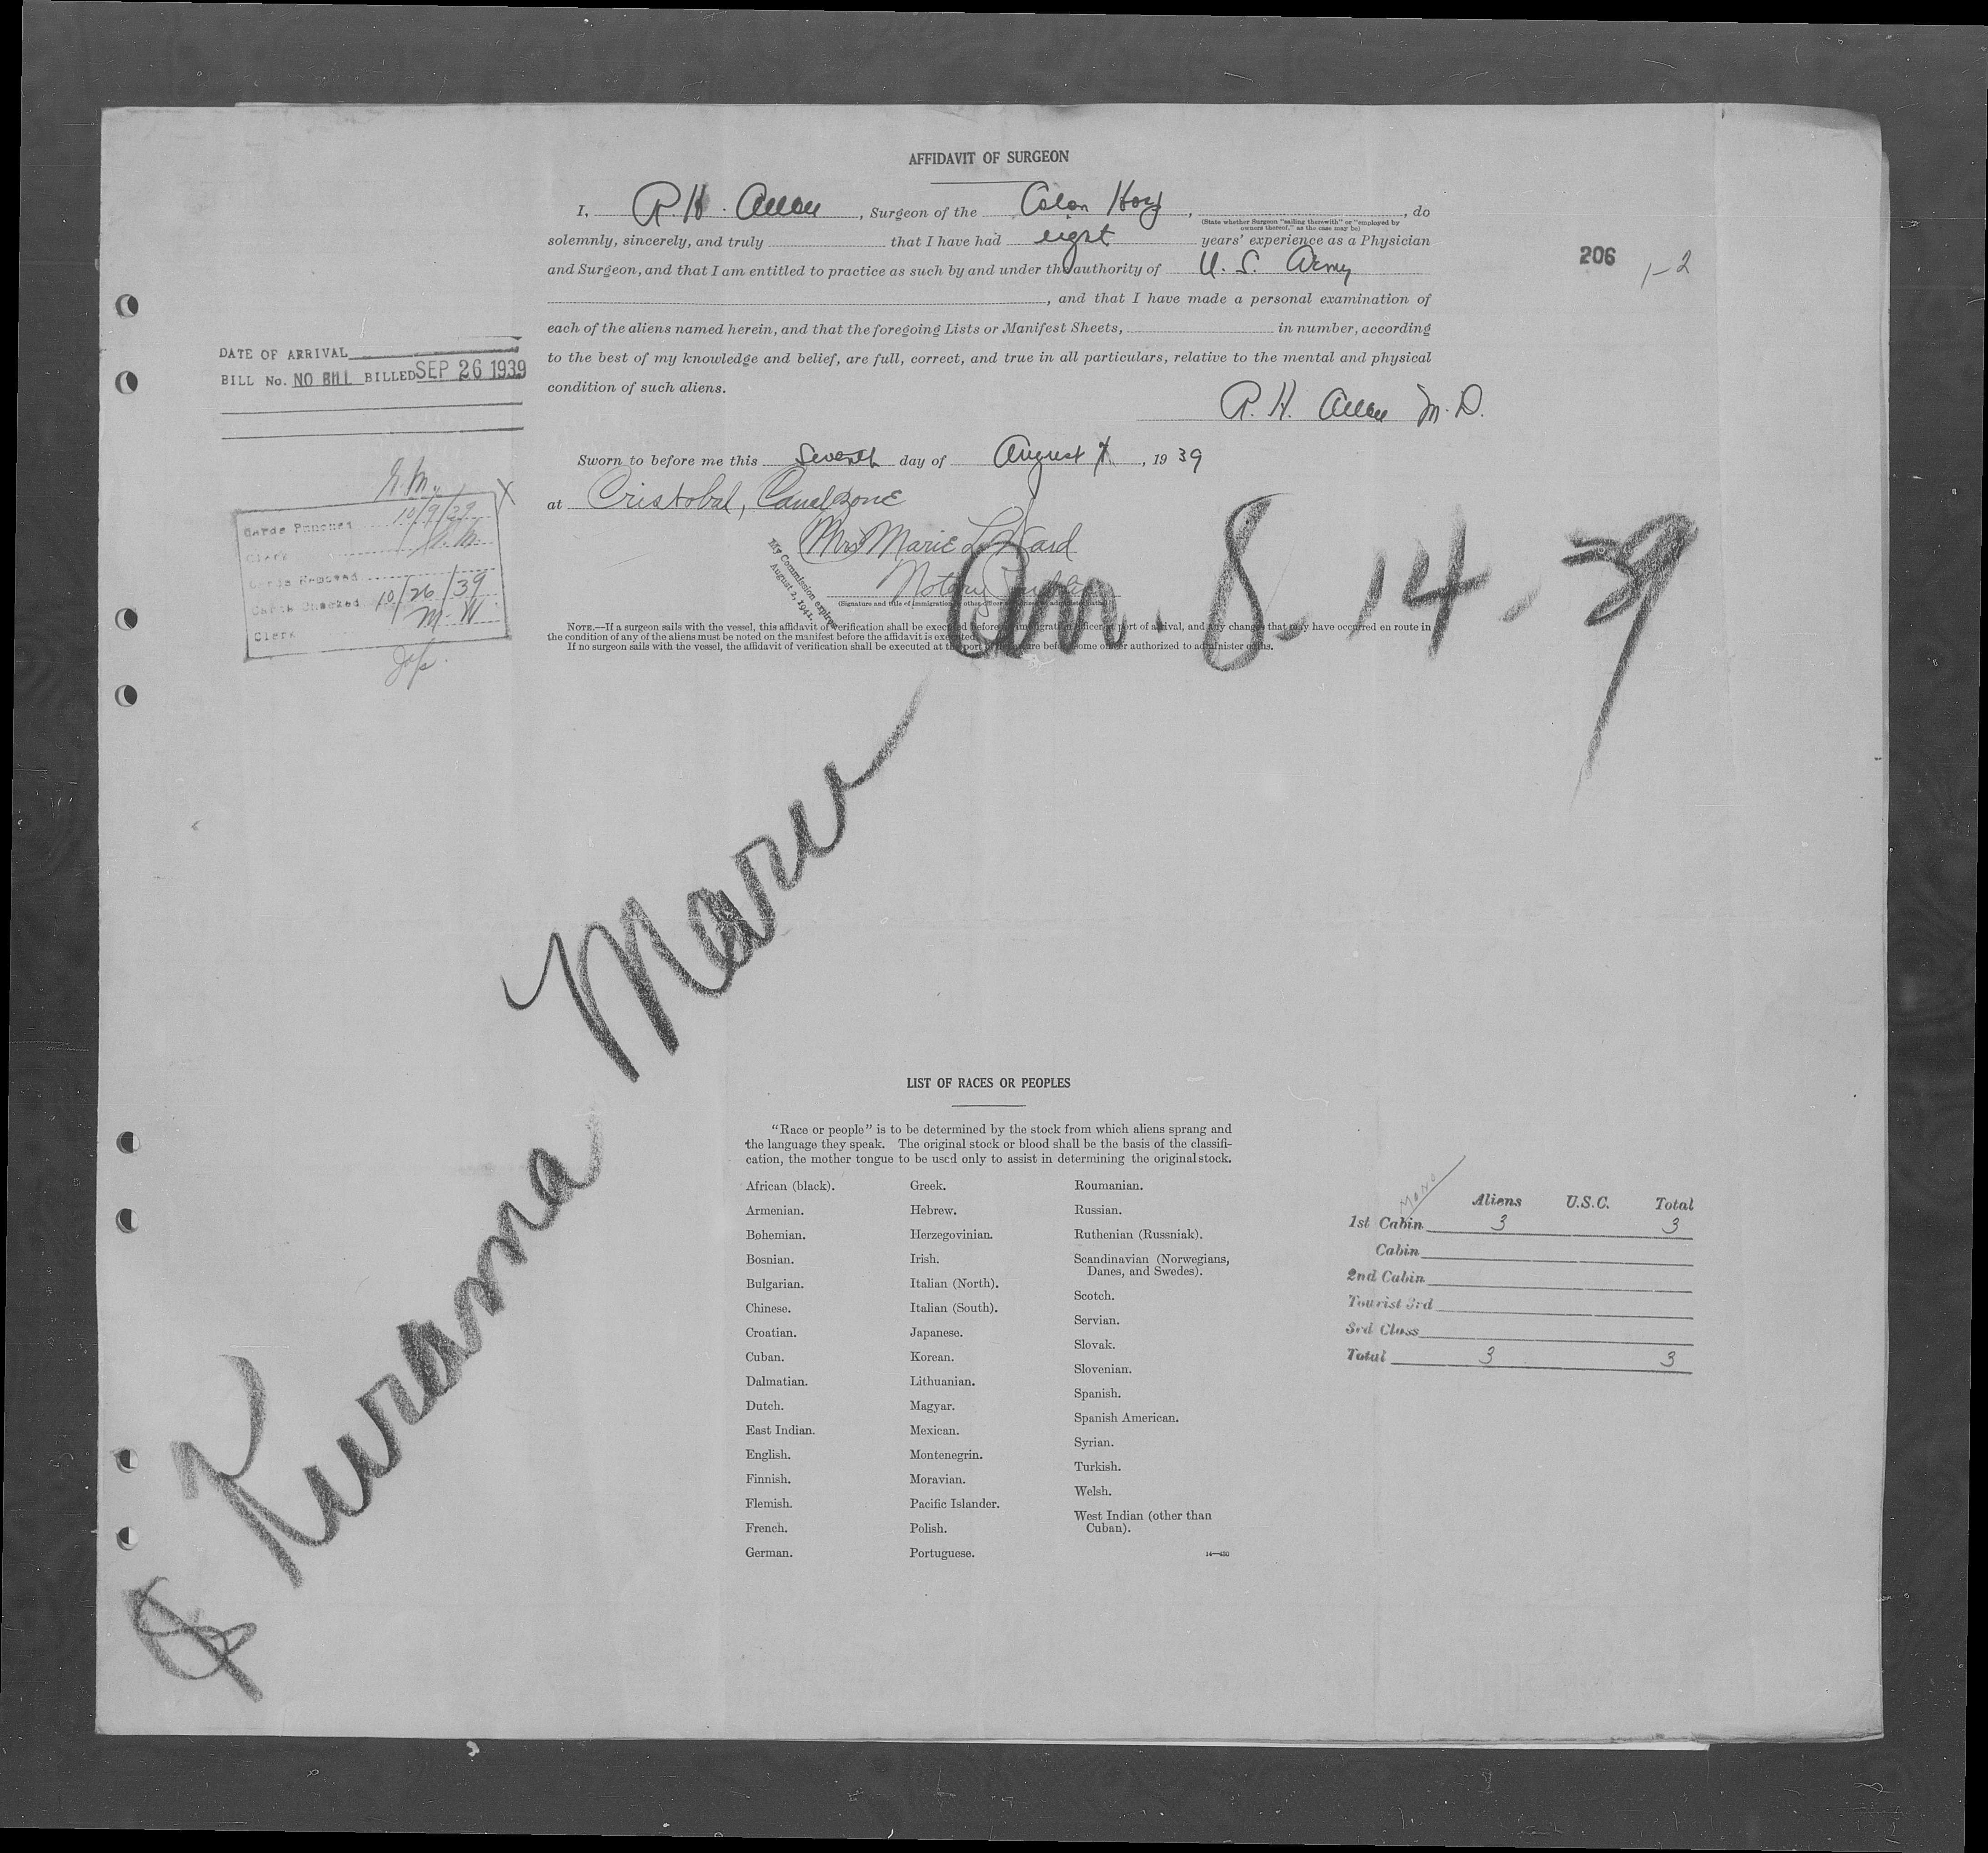 AFFIDAVIT OF SURGEON
I, R. H. Allen, Surgeon of the Colon Hosp, , do
(State whether Surgeon "sailing therewith" or "employed by
owners thereof," as the case may be)
solemnly, sincerely, and truly that I have had eight years' experience as a Physician
and Surgeon, and that I am entitled to practice as such by and under the authority of U. S. Army
, and that I have made a personal examination of
each of the aliens named herein, and that the foregoing Lists or Manifest Sheets, in number, according
to the best of my knowledge and belief, are full, correct, and true in all particulars, relative to the mental and physical
condition of such aliens.
R. H. Allen M.D.
Sworn to before me this Seventh day of August, 1939
at Cristobal, Canal Zone
Mrs Marie L. Ward
Notary Public
(Signature and title of immigration or other officer authorized to administer oaths)
My Commission expires
August 2, 1942.
NOTE.—If a surgeon sails with the vessel, this affidavit of verification shall be executed before an immigration officer at port of arrival, and any changes that may have occurred en route in
the condition of any of the aliens must be noted on the manifest before the affidavit is executed.
If no surgeon sails with the vessel, the affidavit of verification shall be executed at the port of departure before some officer authorized to administer oaths.
206 1-2
DATE OF ARRIVAL
BILL No. NO BILL BILLED SEP 26 1939
Cards Punched 10/9/39
Clerk
Cards Checked 10/26/39
Clerk M. W.
Arr. 8-14-39
Kurama Maru
LIST OF RACES OR PEOPLES
"Race or people" is to be determined by the stock from which aliens sprang and
the language they speak. The original stock or blood shall be the basis of the classifi-
cation, the mother tongue to be used only to assist in determining the original stock.
African (black).
Armenian.
Bohemian.
Bosnian.
Bulgarian.
Chinese.
Croatian.
Cuban.
Dalmatian.
Dutch.
East Indian.
English.
Finnish.
Flemish.
French.
German.
Greek.
Hebrew.
Herzegovinian.
Irish.
Italian (North).
Italian (South).
Japanese.
Korean.
Lithuanian.
Magyar.
Mexican.
Montenegrin.
Moravian.
Pacific Islander.
Polish.
Portuguese.
Roumanian.
Russian.
Ruthenian (Russniak).
Scandinavian (Norwegians,
Danes, and Swedes).
Scotch.
Servian.
Slovak.
Slovenian.
Spanish.
Spanish American.
Syrian.
Turkish.
Welsh.
West Indian (other than
Cuban).
Aliens U.S.C. Total
1st Cabin 3 3
Cabin
2nd Cabin
Tourist 3rd
3rd Class
Total 3 3